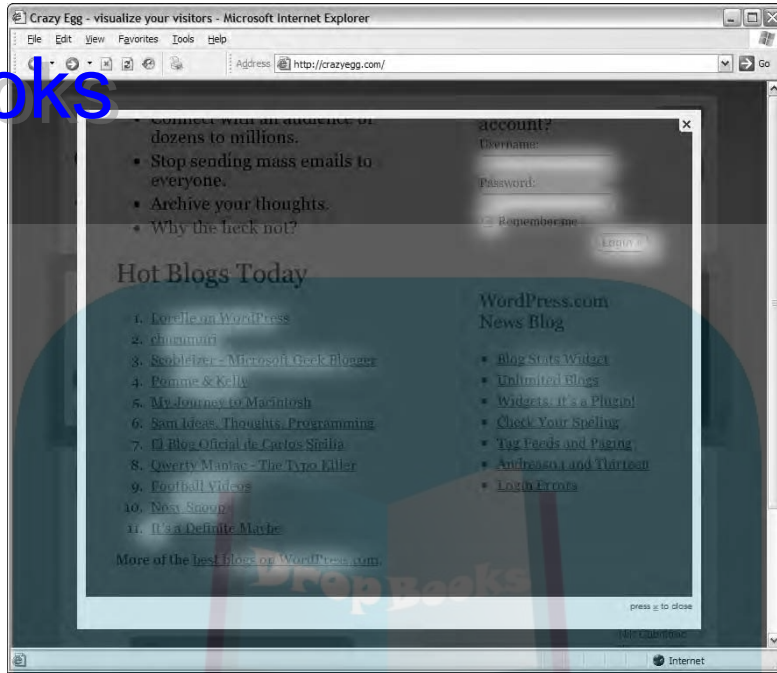 Crazy Egg - visualize your visitors - Microsoft Internet Explorer
File Edit View Favorites Tools Help
Address http://crazyegg.com/ Go
oks
Connect with an audience of
dozens to millions.
Stop sending mass emails to
everyone.
Archive your thoughts.
Why the heck not?
account?
Username:
Password:
Remember me
Login »
Hot Blogs Today
1. Lorelle on WordPress
2.
3. Scobleizer - Microsoft Geek Blogger
4. Pomme & Kelly
5. My Journey to Macintosh
6. Sam Ideas, Thoughts, Programming
7. El Blog Oficial de Carlos Sicilia
8. Qwerty Maniac - The Typo Killer
9. Football Videos
10. Nosy Snoop
11. It's a Definite Maybe
More of the best blogs on WordPress.com.
WordPress.com
News Blog
Blog Stats Widget
Unlimited Blogs
Widgets: it's a Plugin!
Check Your Speling
Tag Feeds and Paging
Andreas01 and Thirteen
Login Errors
DropBooks
press x to close
Internet